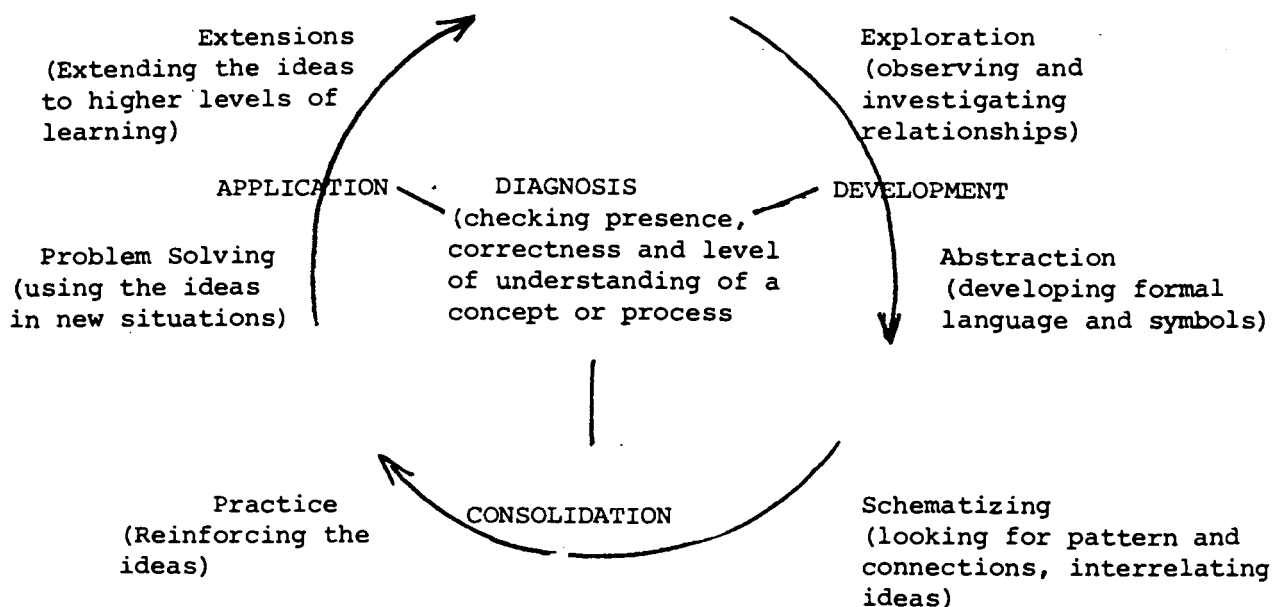 Extensions
(Extending the ideas
to higher levels of
learning)
Exploration
(observing and
investigating
relationships)
APPLICATION
DIAGNOSIS
(checking presence,
correctness and level
of understanding of a
concept or process
DEVELOPMENT
Problem Solving
(using the ideas
in new situations)
Abstraction
(developing formal
language and symbols)
Practice
(Reinforcing the
ideas)
CONSOLIDATION
Schematizing
(looking for pattern and
connections, interrelating
ideas)